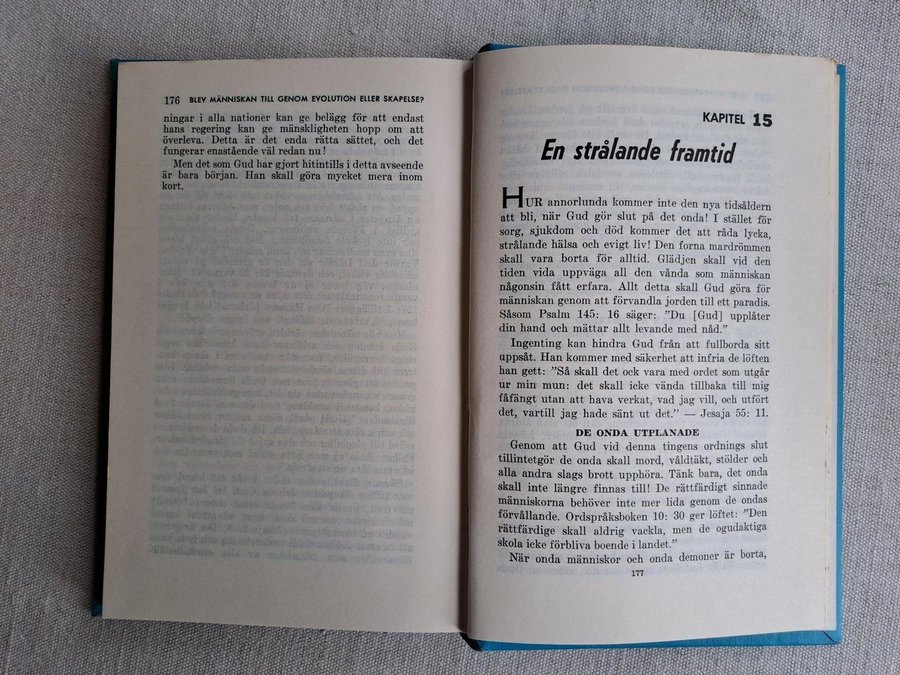 176 BLEV MÄNNISKAN TILL GENOM EVOLUTION ELLER SKAPELSE?
ningar i alla nationer kan ge belägg för att endast
hans regering kan ge mänskligheten hopp om att
överleva. Detta är det enda rätta sättet, och det
fungerar enastående väl redan nu!
Men det som Gud har gjort hitintills i detta avseende
är bara början. Han skall göra mycket mera inom
kort.
KAPITEL 15
En strålande framtid
HUR annorlunda kommer inte den nya tidsåldern
att bli, när Gud gör slut på det onda! I stället för
sorg, sjukdom och död kommer det att råda lycka,
strålande hälsa och evigt liv! Den forna mardrömmen
skall vara borta för alltid. Glädjen skall vid den
tiden vida uppväga all den vånda som människan
någonsin fått erfara. Allt detta skall Gud göra för
människan genom att förvandla jorden till ett paradis.
Såsom Psalm 145: 16 säger: ”Du [Gud] upplåter
din hand och mättar allt levande med nåd.”
Ingenting kan hindra Gud från att fullborda sitt
uppsåt. Han kommer med säkerhet att infria de löften
han gett: ”Så skall det ock vara med ordet som utgår
ur min mun: det skall icke vända tillbaka till mig
fåfängt utan att hava verkat, vad jag vill, och utfört
det, vartill jag hade sänt ut det.” — Jesaja 55: 11.
DE ONDA UTPLANADE
Genom att Gud vid denna tingens ordnings slut
tillintetgör de onda skall mord, våldtäkt, stölder och
alla andra slags brott upphöra. Tänk bara, det onda
skall inte längre finnas till! De rättfärdigt sinnade
människorna behöver inte mer lida genom de ondas
förvållande. Ordspråksboken 10: 30 ger löftet: ”Den
rättfärdige skall aldrig vackla, men de ogudaktiga
skola icke förbliva boende i landet.”
När onda människor och onda demoner är borta,
177